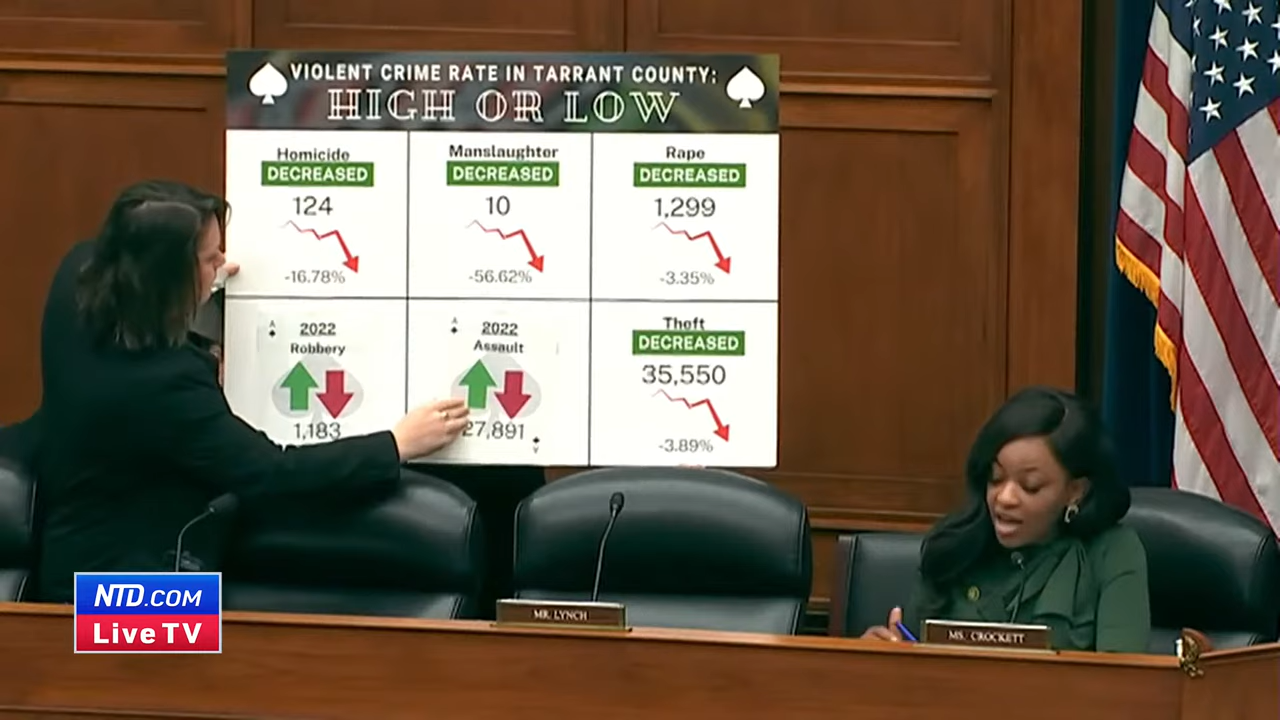 VIOLENT CRIME RATE IN TARRANT COUNTY:
HIGH OR LOW
Homicide
DECREASED
124
-16.78%
Manslaughter
DECREASED
10
-56.62%
Rape
DECREASED
1,299
-3.35%
A
2022
Robbery
1,183
A
2022
Assault
27,891
Theft
DECREASED
35,550
-3.89%
MR. LYNCH
MS. CROCKETT
NTD.COM
Live TV